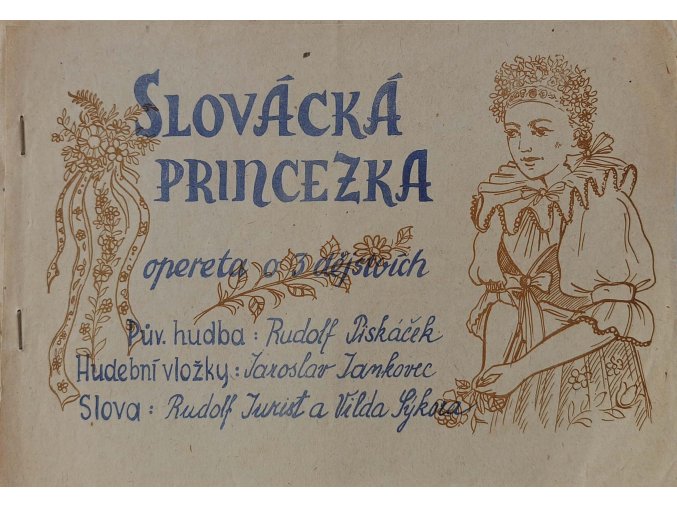 SLOVÁCKÁ
PRINCEZKA
opereta o 3 dějstvích
Pův. hudba: Rudolf Piskáček
Hudební vložky: Jaroslav Jankovec
Slova: Rudolf Jurist a Vilda Sýkora